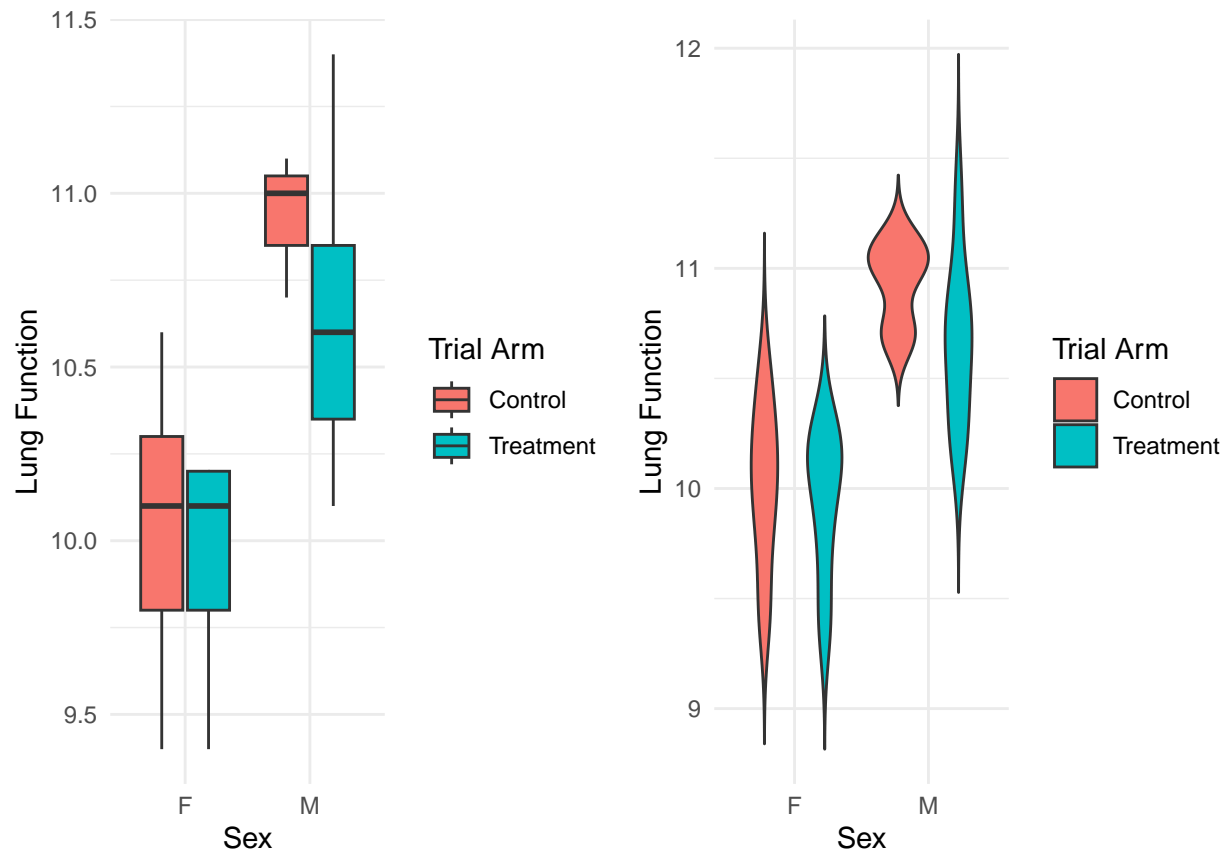 11.5
11.0
10.5
10.0
9.5
Lung Function
F
M
Sex
Trial Arm
Control
Treatment
12
11
10
9
Lung Function
F
M
Sex
Trial Arm
Control
Treatment